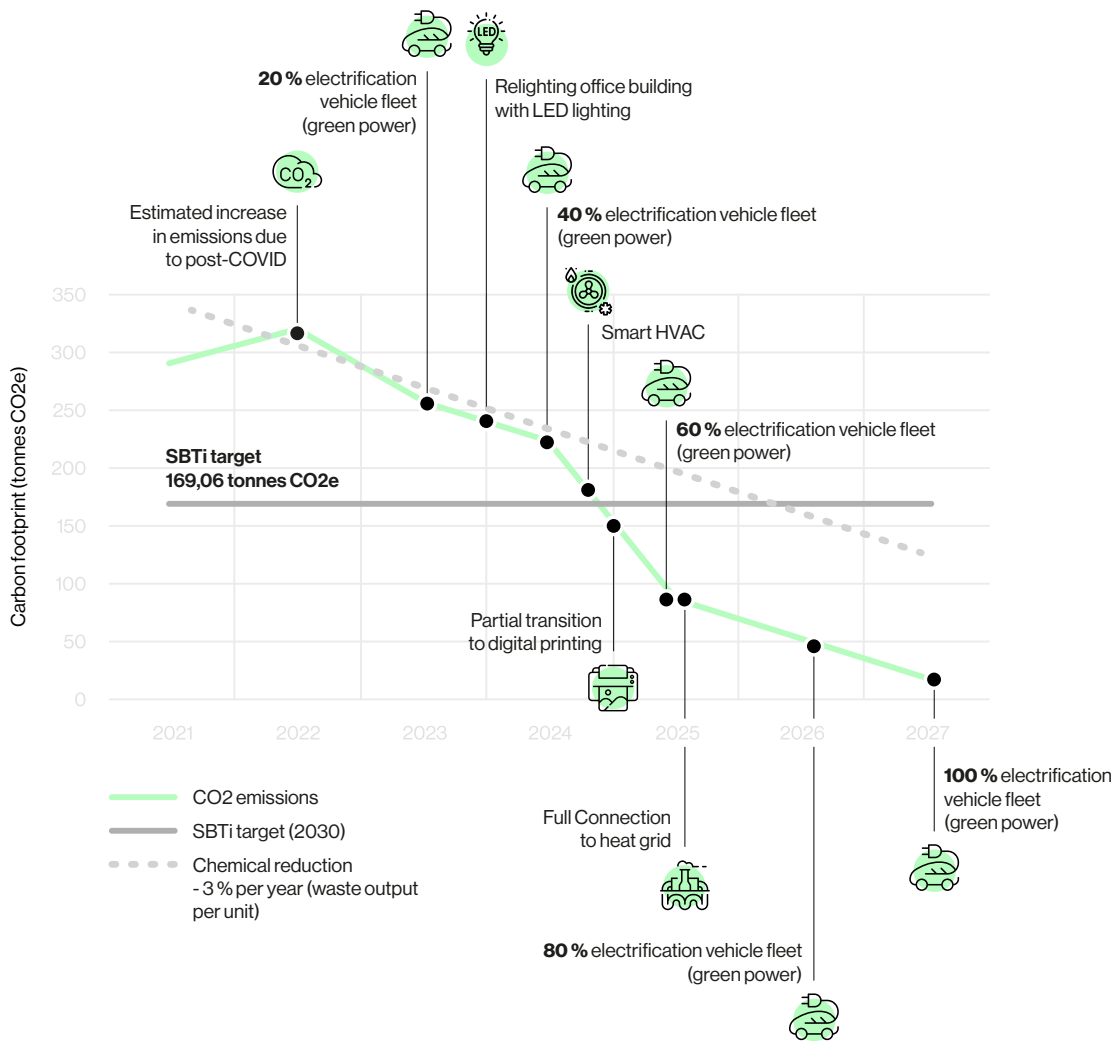 LED
20 % electrification
vehicle fleet
(green power)
Relighting office building
with LED lighting
CO2
Estimated increase
in emissions due
to post-COVID
40 % electrification vehicle fleet
(green power)
Smart HVAC
60 % electrification vehicle fleet
(green power)
Carbon footprint (tonnes CO2e)
350
300
250
200
150
100
50
0
SBTi target
169,06 tonnes CO2e
Partial transition
to digital printing
2021 2022 2023 2024 2025 2026 2027
CO2 emissions
SBTi target (2030)
Chemical reduction
- 3 % per year (waste output
per unit)
Full Connection
to heat grid
80 % electrification vehicle fleet
(green power)
100 % electrification
vehicle fleet
(green power)